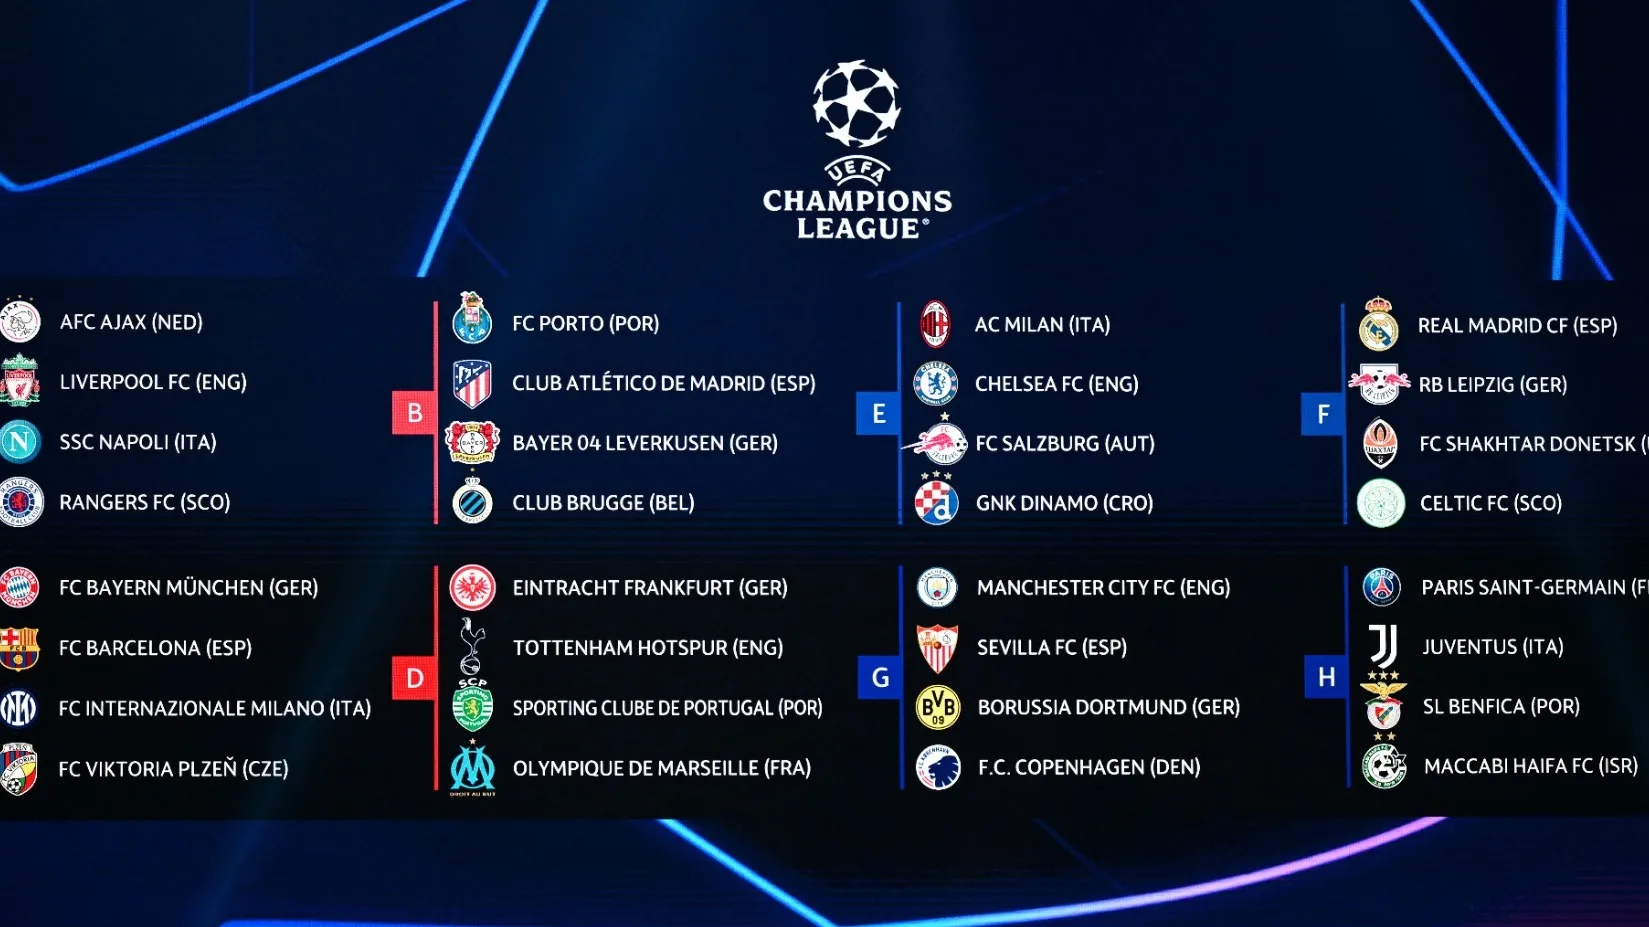 UEFA
CHAMPIONS
LEAGUE®
AFC AJAX (NED)
LIVERPOOL FC (ENG)
SSC NAPOLI (ITA)
RANGERS FC (SCO)
B
FC PORTO (POR)
CLUB ATLÉTICO DE MADRID (ESP)
BAYER 04 LEVERKUSEN (GER)
CLUB BRUGGE (BEL)
E
AC MILAN (ITA)
CHELSEA FC (ENG)
FC SALZBURG (AUT)
GNK DINAMO (CRO)
F
REAL MADRID CF (ESP)
RB LEIPZIG (GER)
FC SHAKHTAR DONETSK (
CELTIC FC (SCO)
FC BAYERN MÜNCHEN (GER)
FC BARCELONA (ESP)
FC INTERNAZIONALE MILANO (ITA)
FC VIKTORIA PLZEŇ (CZE)
D
EINTRACHT FRANKFURT (GER)
TOTTENHAM HOTSPUR (ENG)
SPORTING CLUBE DE PORTUGAL (POR)
OLYMPIQUE DE MARSEILLE (FRA)
G
MANCHESTER CITY FC (ENG)
SEVILLA FC (ESP)
BORUSSIA DORTMUND (GER)
F.C. COPENHAGEN (DEN)
H
PARIS SAINT-GERMAIN (F
JUVENTUS (ITA)
SL BENFICA (POR)
MACCABI HAIFA FC (ISR)